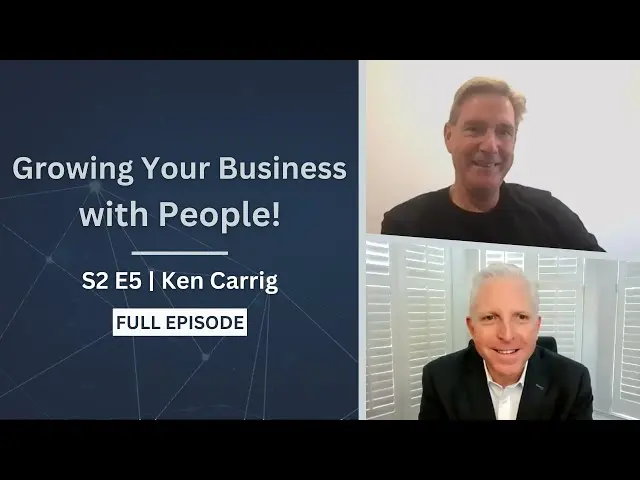 Growing Your Business
with People!
S2 E5 | Ken Carrig
FULL EPISODE